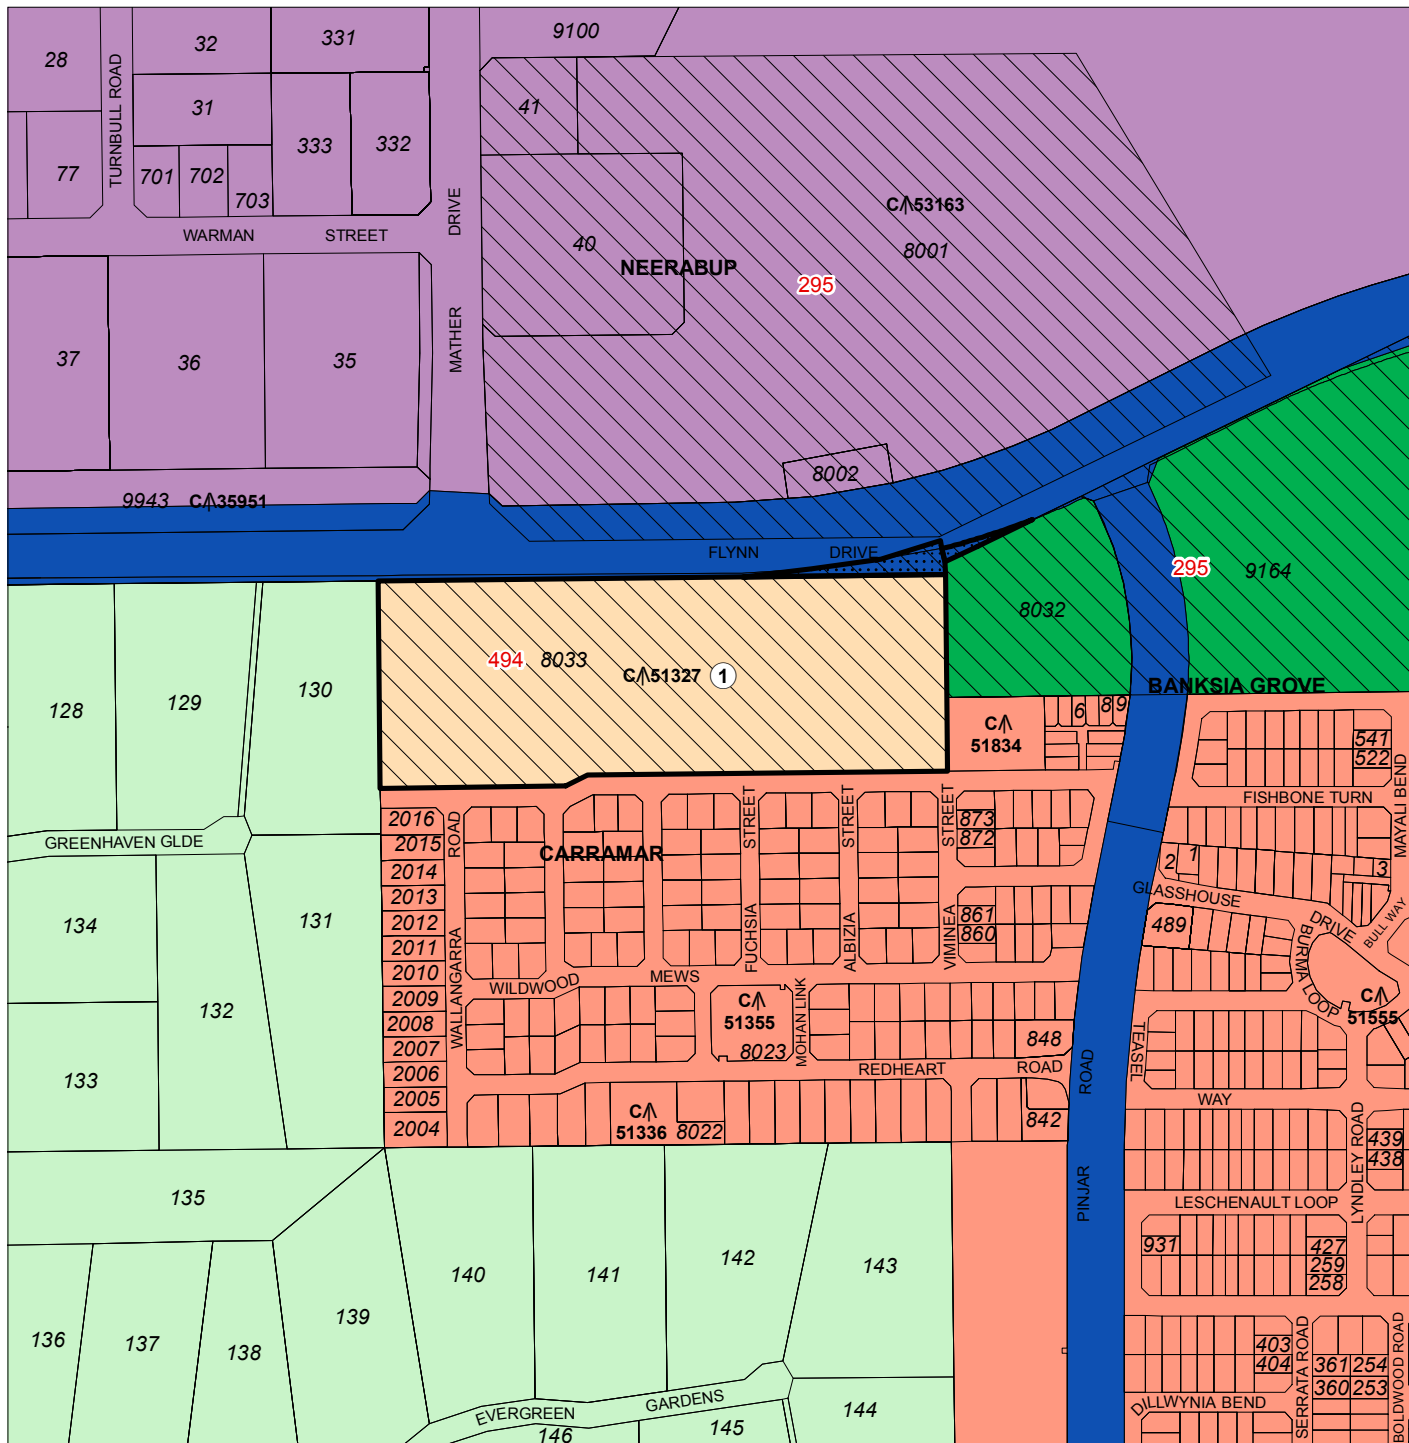 28
TURNBULL ROAD
32
331
9100
31
41
77
701
702
703
333
332
DRIVE
C/\53163
WARMAN STREET
40
NEERABUP
8001
295
37
36
35
MATHER
8002
9943
C/\35951
FLYNN DRIVE
295
9164
8032
494
8033
C/\51327
1
128
129
130
BANKSIA GROVE
C/\
51834
6
8
9
541
522
MAYALI BEND
FISHBONE TURN
GREENHAVEN GLDE
2016
2015
2014
2013
2012
2011
2010
2009
2008
2007
2006
2005
2004
WALLANGARRA ROAD
CARRAMAR
FUCHSIA STREET
ALBIZIA STREET
VIMINEA STREET
873
872
861
860
2
1
3
GLASSHOUSE DRIVE
BULL WAY
489
BURMA LOOP
C/\
51555
134
131
132
133
WILDWOOD MEWS
C/\
51355
8023
MOHAN LINK
848
REDHEART ROAD
TEASEL WAY
C/\
51336
8022
842
PINJAR ROAD
LYNDLEY ROAD
439
438
LESCHENAULT LOOP
135
931
427
259
258
140
141
142
143
136
137
138
139
403
404
SERRATA ROAD
361
254
360
253
BOLDWOOD ROAD
DILLWYNIA BEND
EVERGREEN GARDENS
144
145
146